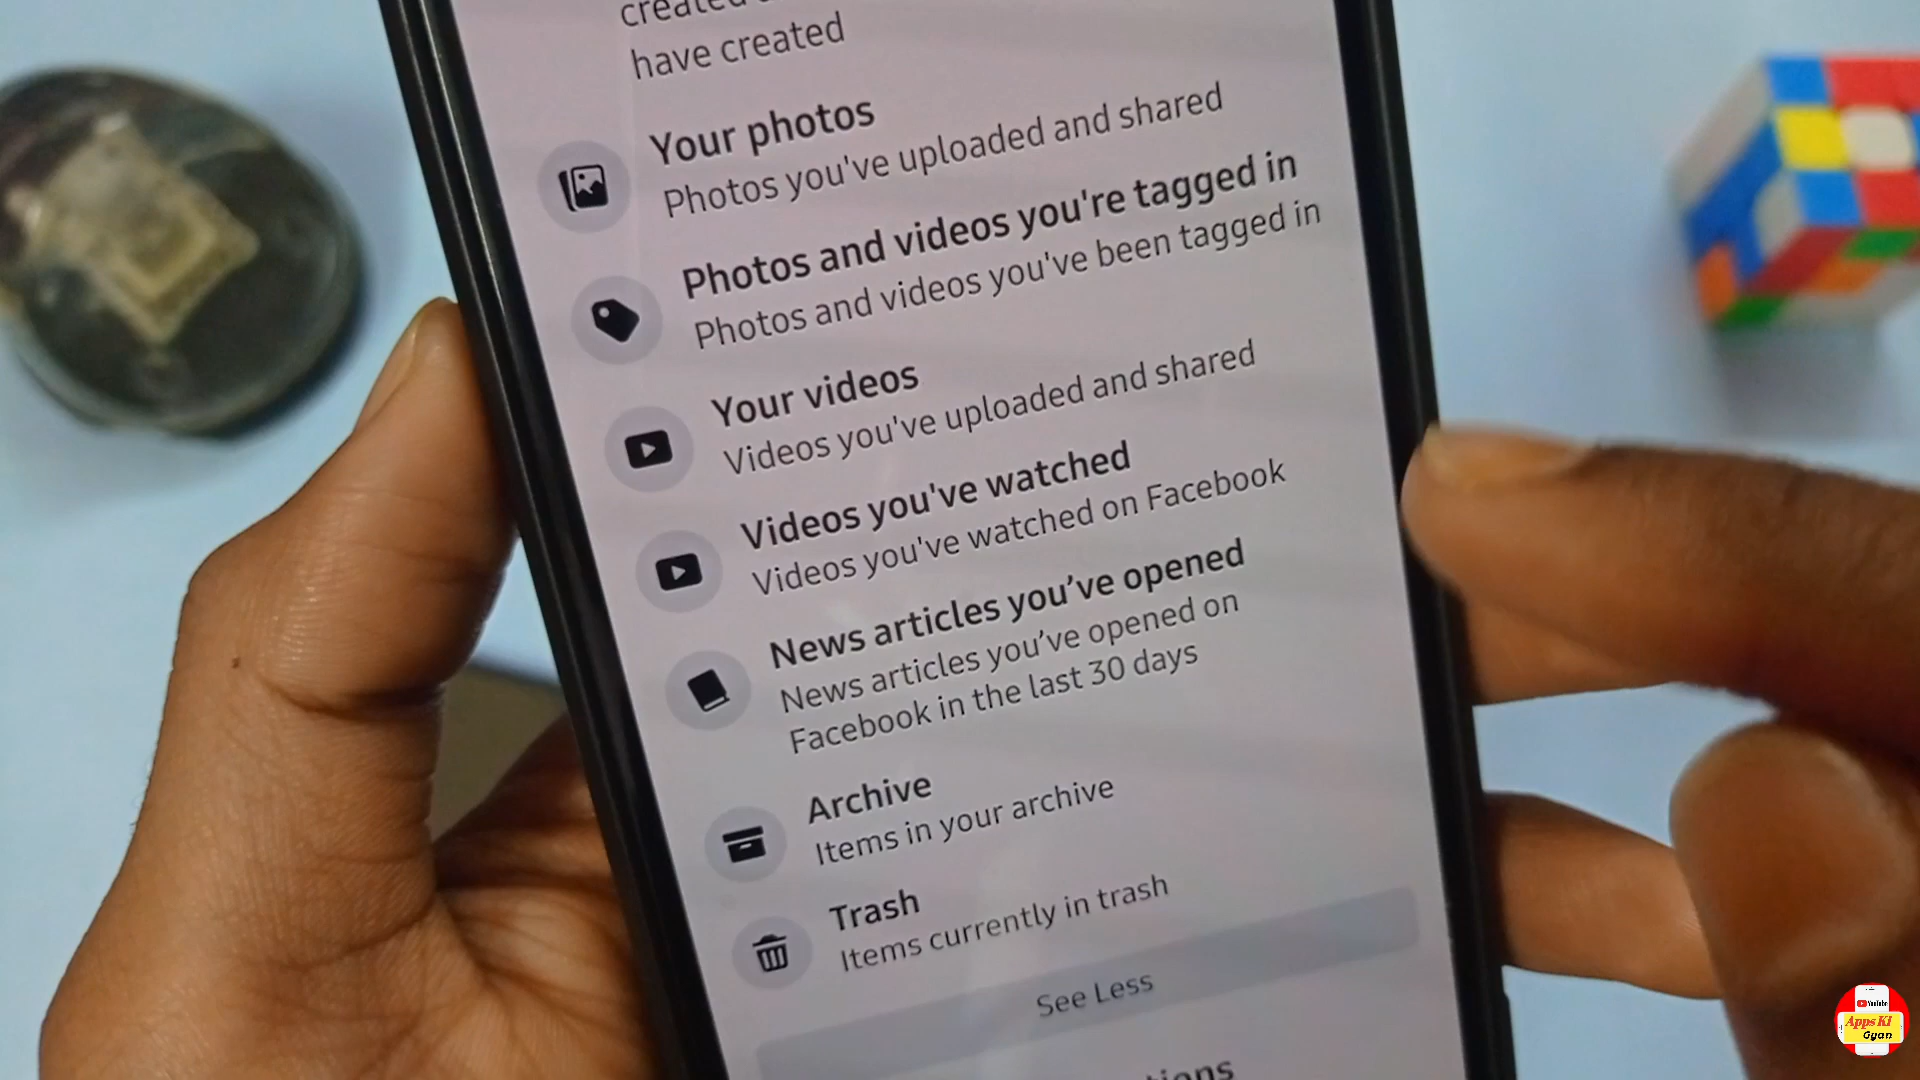 have created
Your photos
Photos you've uploaded and shared
Photos and videos you're tagged in
Photos and videos you've been tagged in
Your videos
Videos you've uploaded and shared
Videos you've watched
Videos you've watched on Facebook
News articles you’ve opened
News articles you’ve opened on
Facebook in the last 30 days
Archive
Items in your archive
Trash
Items currently in trash
See Less
YouTube
Apps Ki
Gyan